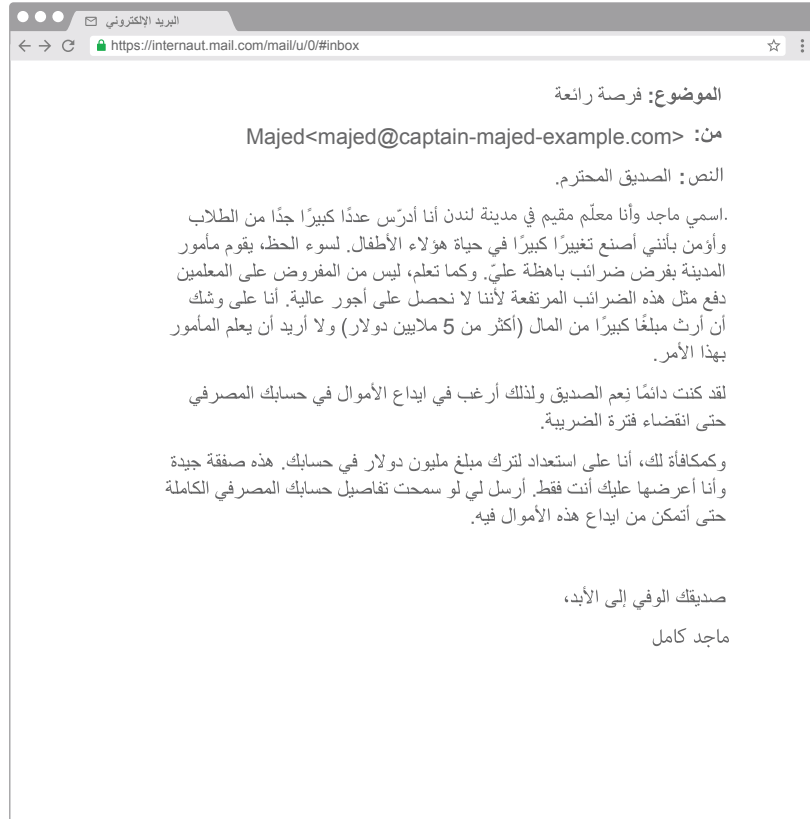 البريد الإلكتروني
https://internaut.mail.com/mail/u/0/#inbox
الموضوع: فرصة رائعة
من: Majed<majed@captain-majed-example.com>
النص: الصديق المحترم.
.اسمي ماجد وأنا معلّم مقيم في مدينة لندن أنا أدرّس عددًا كبيرًا جدًا من الطلاب
وأؤمن بأنني أصنع تغييرًا كبيرًا في حياة هؤلاء الأطفال. لسوء الحظ، يقوم مأمور
المدينة بفرض ضرائب باهظة عليّ. وكما تعلم، ليس من المفروض على المعلمين
دفع مثل هذه الضرائب المرتفعة لأننا لا نحصل على أجور عالية. أنا على وشك
أن أرث مبلغًا كبيرًا من المال (أكثر من 5 ملايين دولار) ولا أريد أن يعلم المأمور
بهذا الأمر.
لقد كنت دائمًا نِعم الصديق ولذلك أرغب في ايداع الأموال في حسابك المصرفي
حتى انقضاء فترة الضريبة.
وكمكافأة لك، أنا على استعداد لترك مبلغ مليون دولار في حسابك. هذه صفقة جيدة
وأنا أعرضها عليك أنت فقط. أرسل لي لو سمحت تفاصيل حسابك المصرفي الكاملة
حتى أتمكن من ايداع هذه الأموال فيه.
صديقك الوفي إلى الأبد،
ماجد كامل